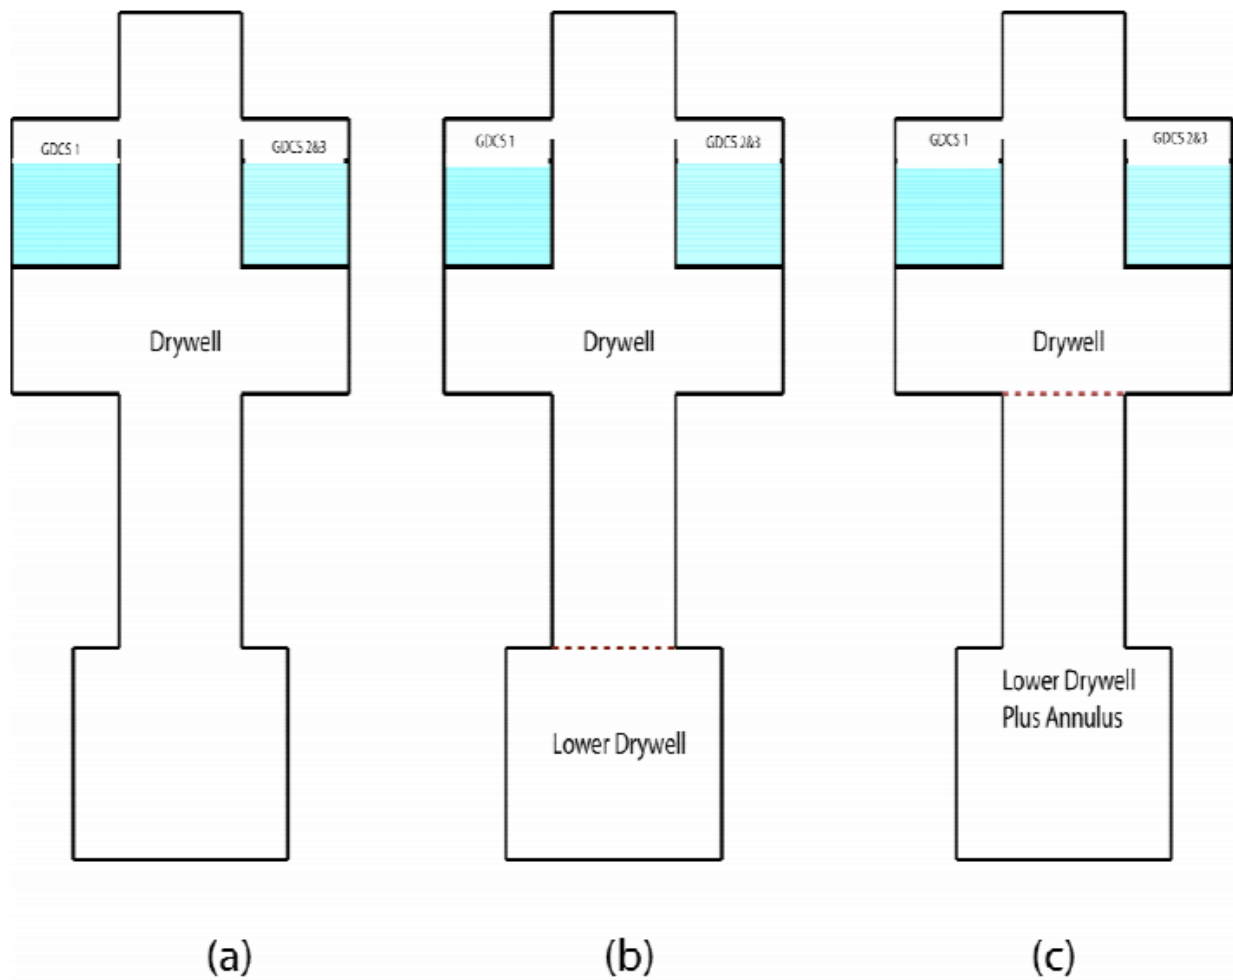 GDCS 1
GDCS 2&3
GDCS 1
GDCS 2&3
GDCS 1
GDCS 2&3
Drywell
Drywell
Drywell
Lower Drywell
Lower Drywell
Plus Annulus
(a)
(b)
(c)